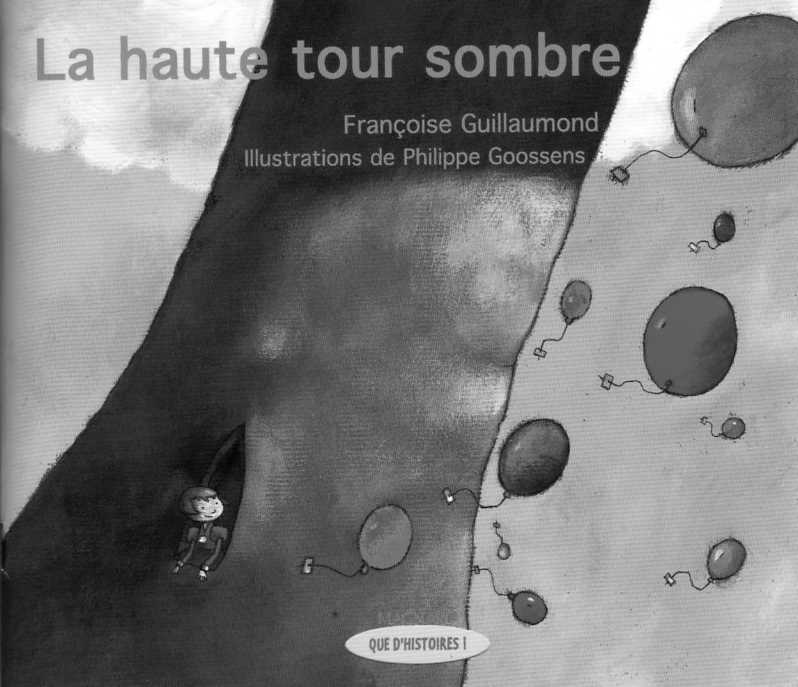 La haute tour sombre
Françoise Guillaumond
Illustrations de Philippe Goossens
QUE D'HISTOIRES !